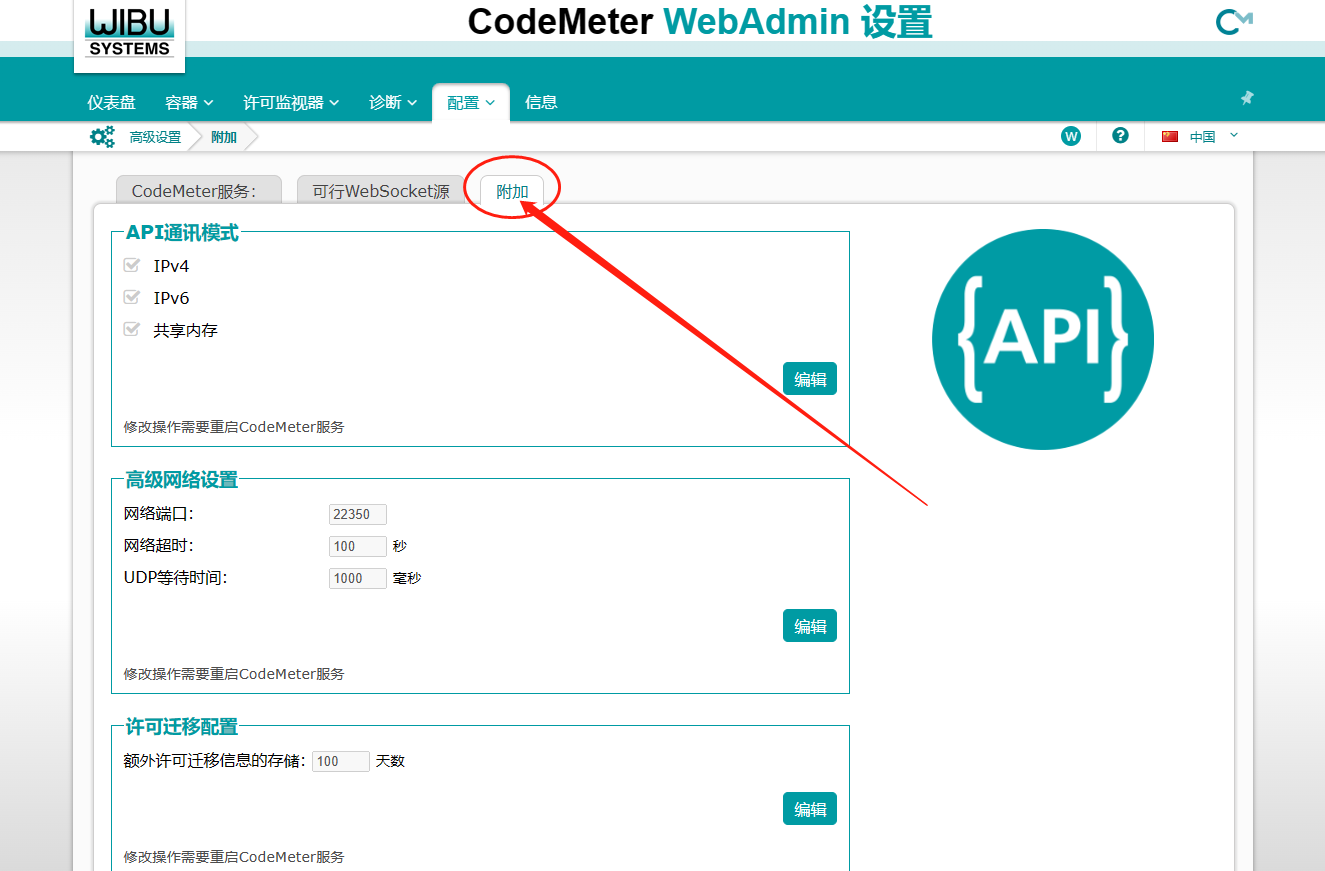 WIBU
SYSTEMS
CodeMeter WebAdmin 设置
仪表盘 容器 许可监视器 诊断 配置 信息
高级设置 附加 W ? 中国
CodeMeter服务: 可行WebSocket源 附加
API通讯模式
IPv4
IPv6
共享内存
编辑
修改操作需要重启CodeMeter服务
{API}
高级网络设置
网络端口: 22350
网络超时: 100 秒
UDP等待时间: 1000 毫秒
编辑
修改操作需要重启CodeMeter服务
许可迁移配置
额外许可迁移信息的存储: 100 天数
编辑
修改操作需要重启CodeMeter服务